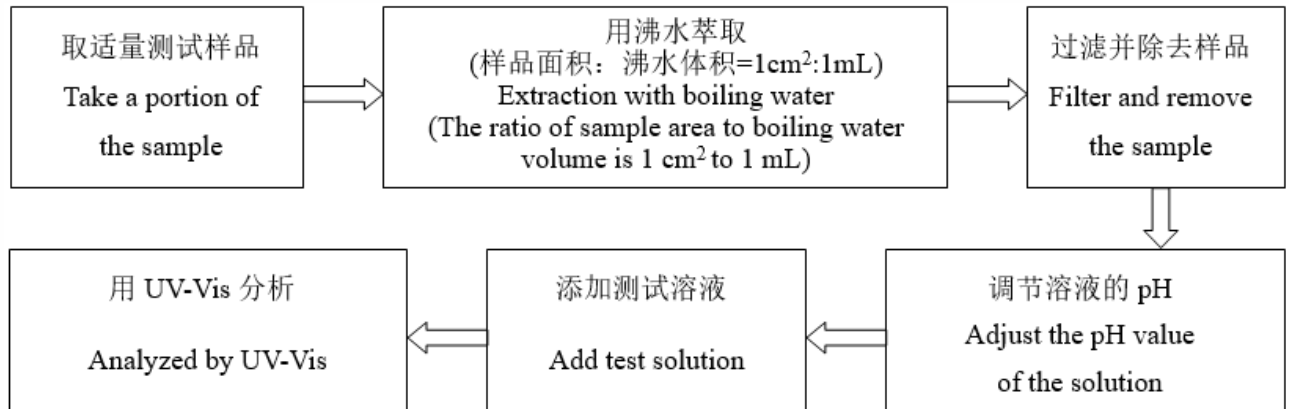 取适量测试样品
Take a portion of
the sample
用沸水萃取
(样品面积：沸水体积=1cm²:1mL)
Extraction with boiling water
(The ratio of sample area to boiling water
volume is 1 cm² to 1 mL)
过滤并除去样品
Filter and remove
the sample
调节溶液的 pH
Adjust the pH value
of the solution
添加测试溶液
Add test solution
用 UV-Vis 分析
Analyzed by UV-Vis